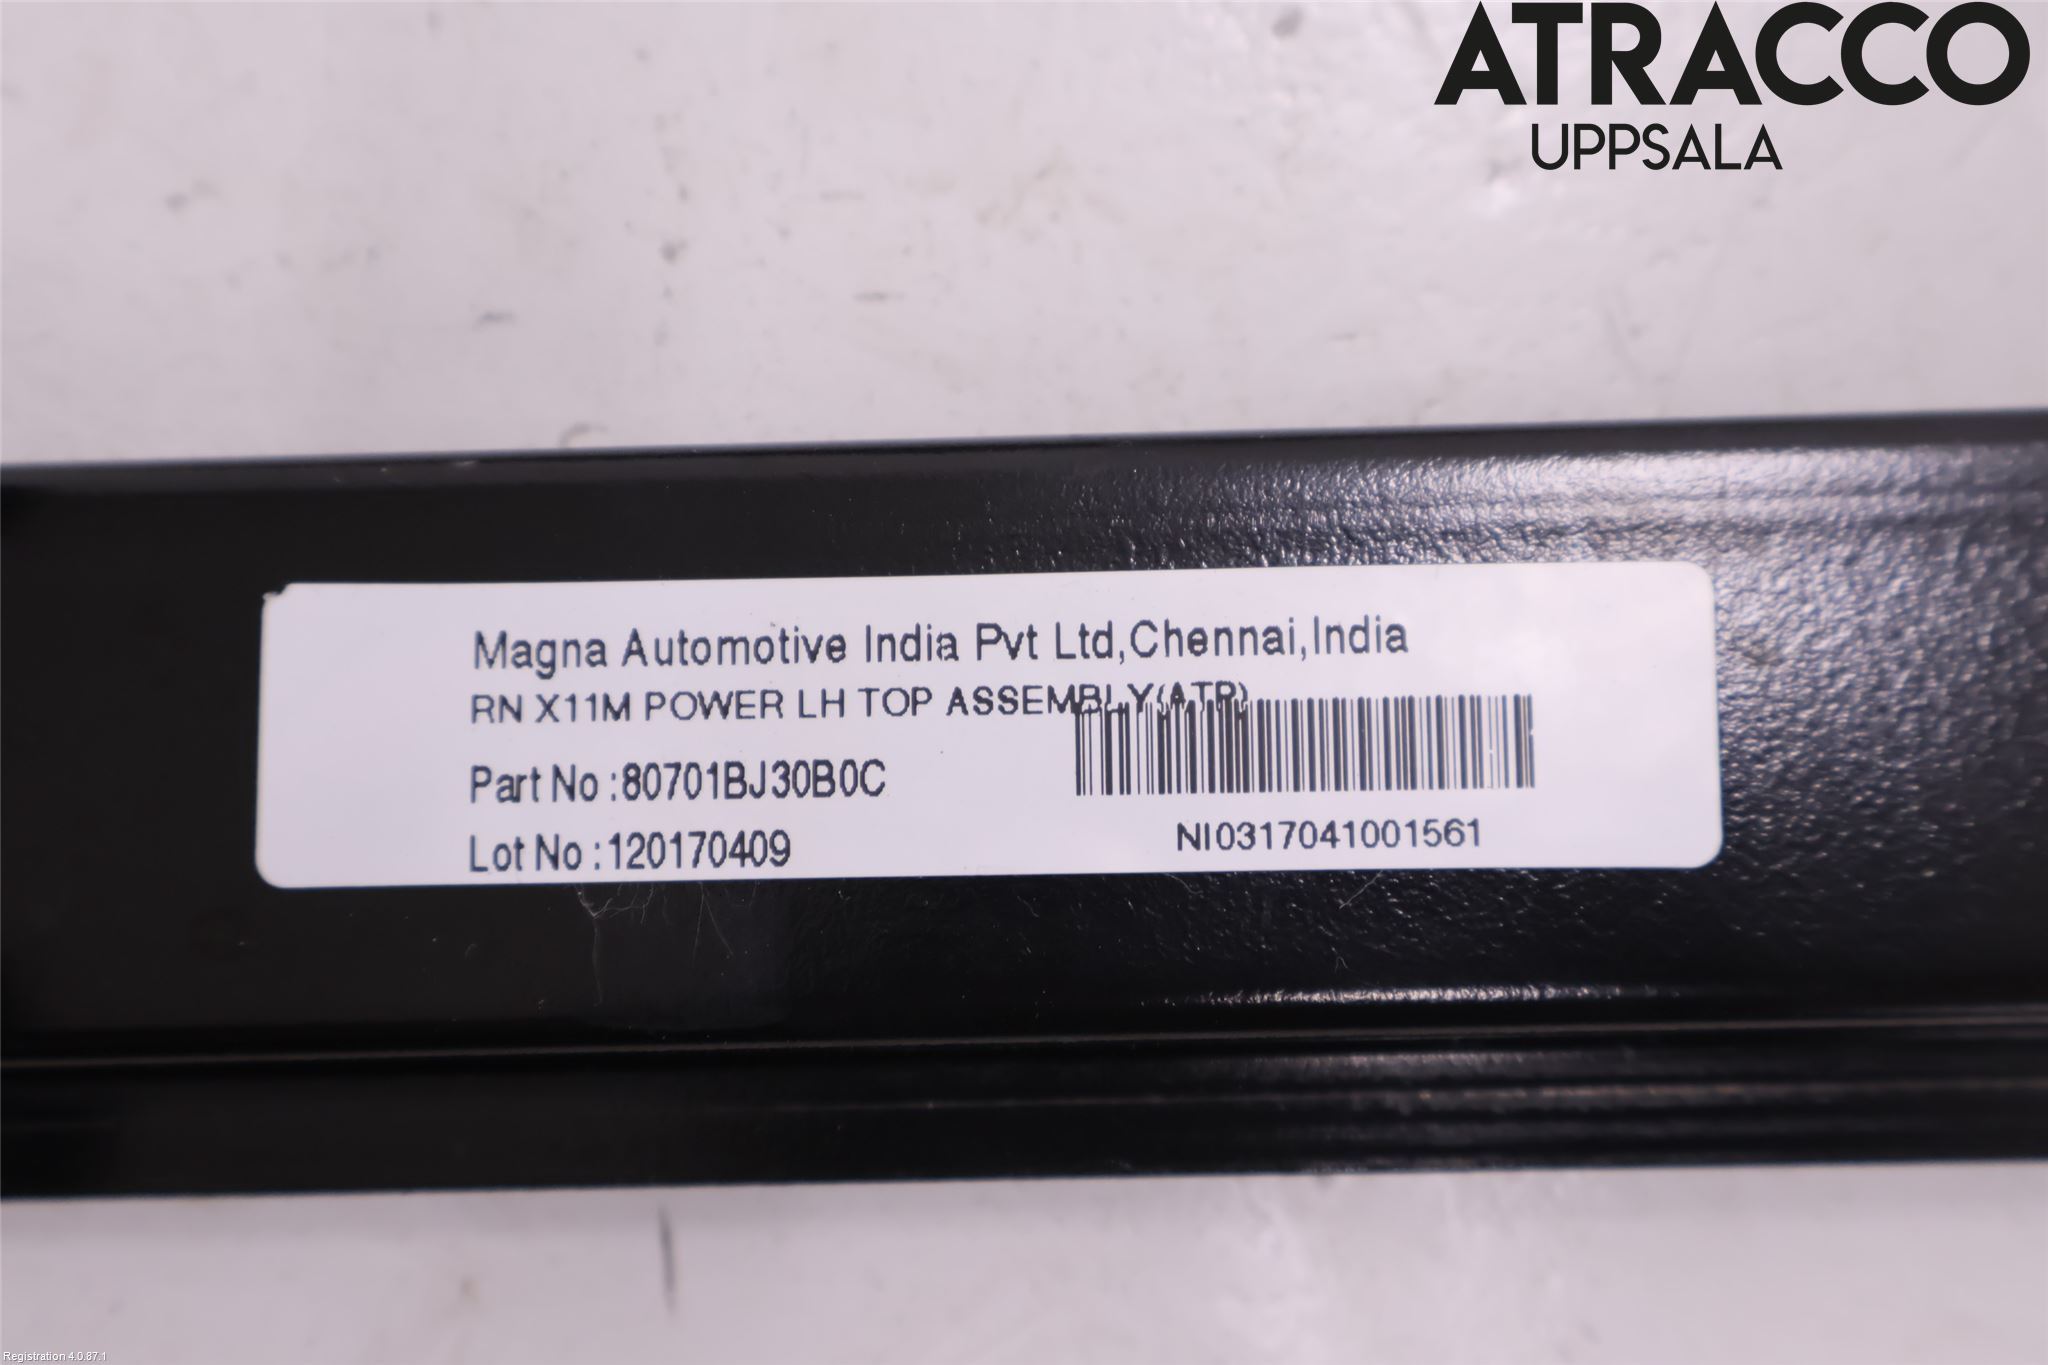 ATRACCO
UPPSALA
Magna Automotive India Pvt Ltd,Chennai,India
RN X11M POWER LH TOP ASSEMBLY(ATP)
Part No :80701BJ30B0C
Lot No :120170409
NI0317041001561
Registration 4.0.87.1